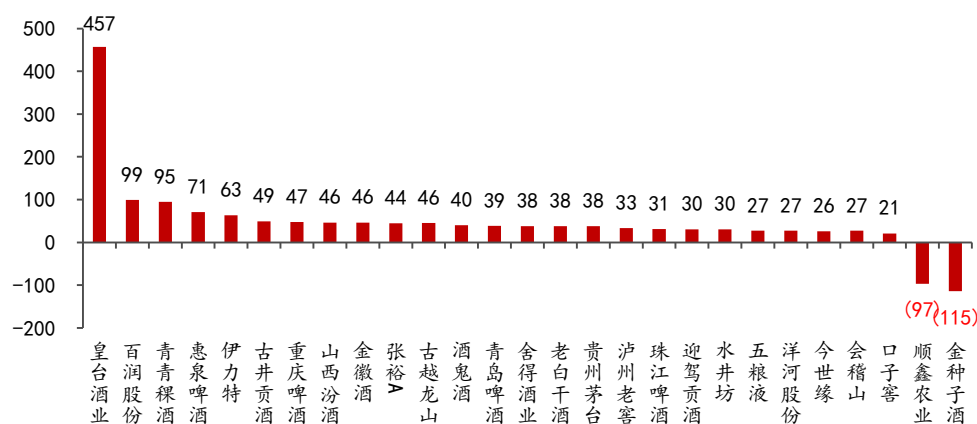 500
400
300
200
100
0
-100
-200
457
99
95
71
63
49
47
46
46
44
46
40
39
38
38
38
33
31
30
30
27
27
26
27
21
(97)
(115)
皇台酒业
百润股份
青青稞酒
惠泉啤酒
伊力特
古井贡酒
重庆啤酒
山西汾酒
金徽酒
张裕A
古越龙山
酒鬼酒
青岛啤酒
舍得酒业
老白干酒
贵州茅台
泸州老窖
珠江啤酒
迎驾贡酒
水井坊
五粮液
洋河股份
今世缘
会稽山
口子窖
顺鑫农业
金种子酒